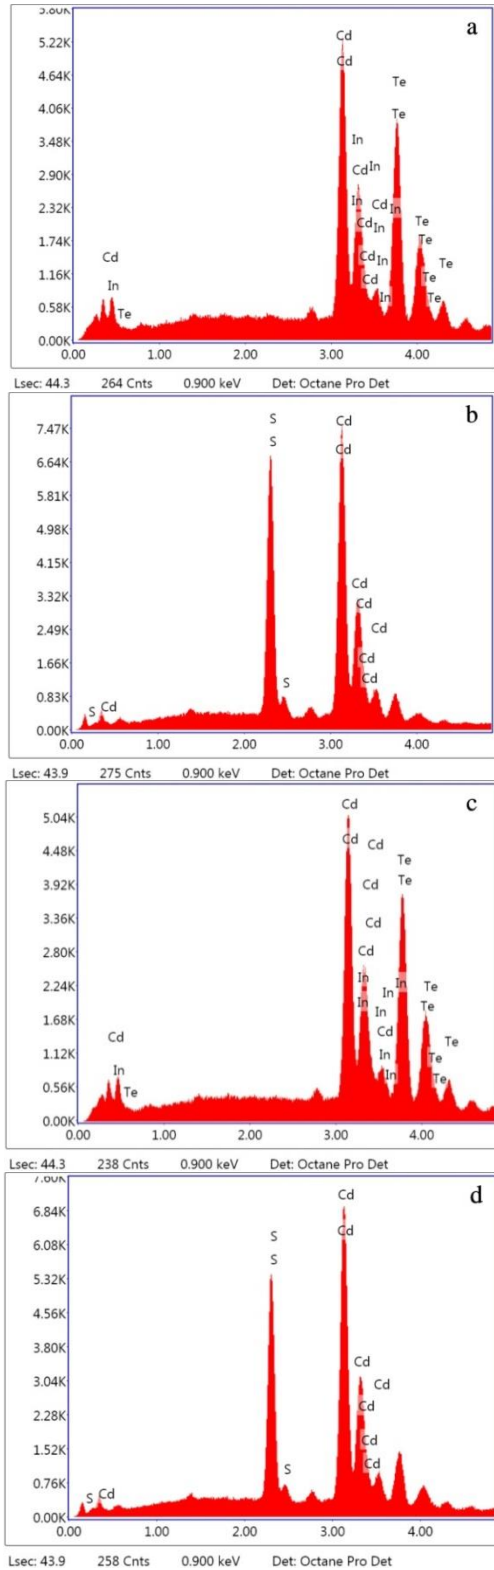 5.80K
a
Cd
5.22K
Cd
4.64K
Te
4.06K
Te
In
3.48K
In
Cd
2.90K
In
Cd
In
2.32K
Cd
In
Te
Te
1.74K
Cd
In
Te
Cd
Cd
Te
1.16K
In
In
Te
0.58K
Te
0.00K
0.00 1.00 2.00 3.00 4.00
Lsec: 44.3 264 Cnts 0.900 keV Det: Octane Pro Det
b
S
7.47K
Cd
S
6.64K
Cd
5.81K
4.98K
4.15K
Cd
3.32K
Cd
2.49K
Cd
1.66K
Cd
Cd
0.83K
S
S
Cd
0.00K
0.00 1.00 2.00 3.00 4.00
Lsec: 43.9 275 Cnts 0.900 keV Det: Octane Pro Det
c
Cd
5.04K
Cd
Cd
4.48K
Te
Te
3.92K
Cd
3.36K
Cd
2.80K
Cd
In
In
2.24K
In
In
Te
Te
1.68K
In
Cd
Cd
Te
1.12K
In
Te
In
In
Te
0.56K
Te
0.00K
0.00 1.00 2.00 3.00 4.00
Lsec: 44.3 238 Cnts 0.900 keV Det: Octane Pro Det
7.60K
d
Cd
6.84K
S
Cd
6.08K
S
5.32K
4.56K
3.80K
Cd
3.04K
Cd
Cd
2.28K
Cd
1.52K
Cd
S
0.76K
S
Cd
0.00K
0.00 1.00 2.00 3.00 4.00
Lsec: 43.9 258 Cnts 0.900 keV Det: Octane Pro Det